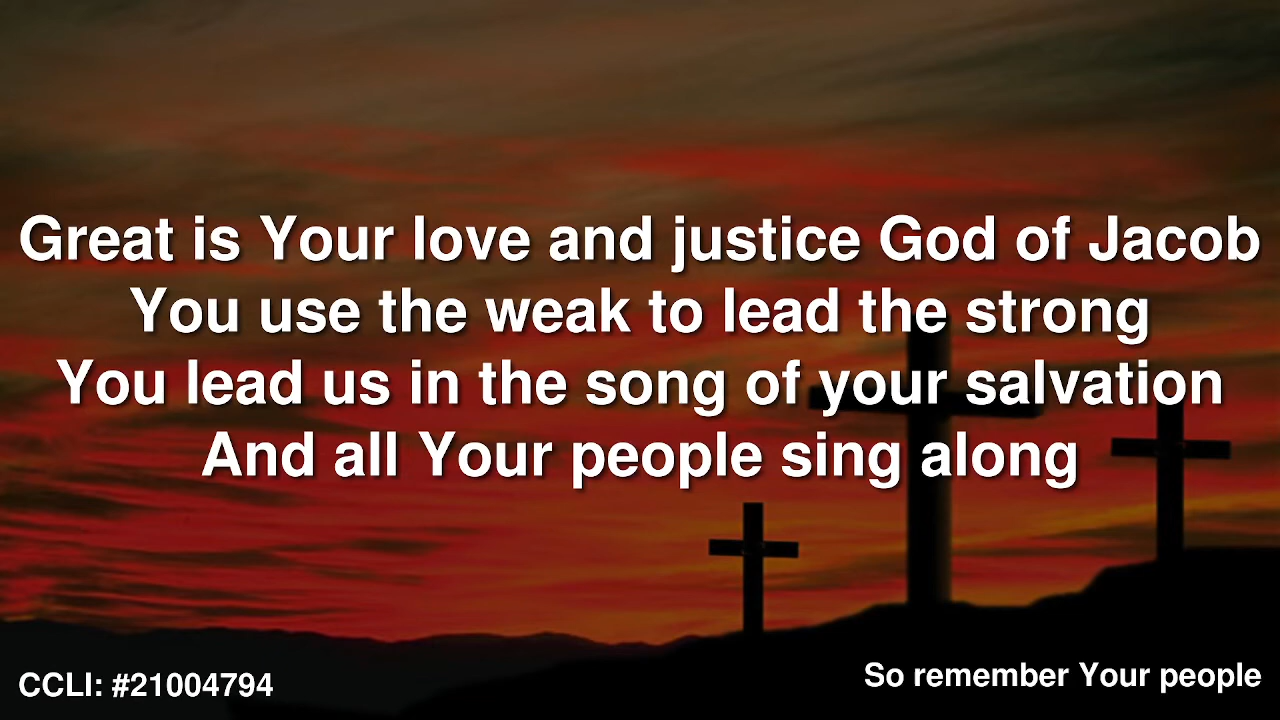 Great is Your love and justice God of Jacob
You use the weak to lead the strong
You lead us in the song of your salvation
And all Your people sing along
So remember Your people
CCLI: #21004794